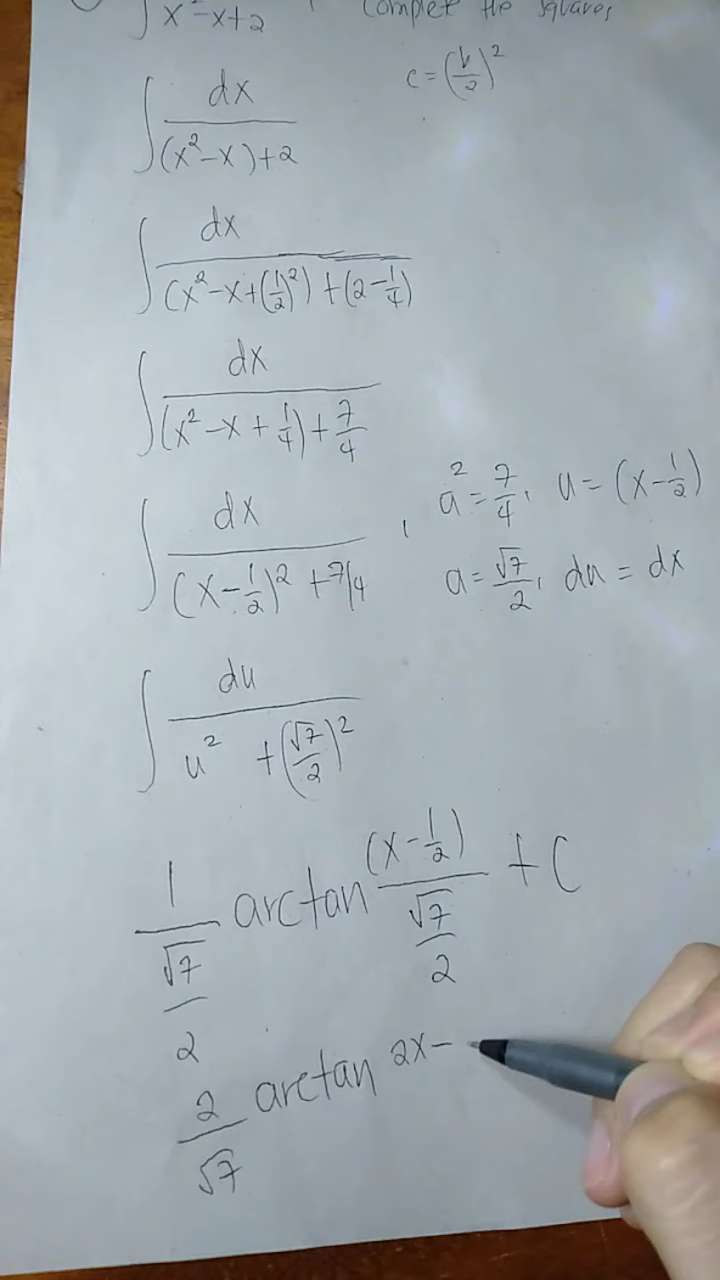 ∫ x²-x+2 , Complete the squares
∫ dx/((x²-x)+2) c=(b/2)²
∫ dx/((x²-x+(1/2)²)+(2-1/4))
∫ dx/((x²-x+1/4)+7/4)
∫ dx/((x-1/2)²+7/4) , a²=7/4, u=(x-1/2)
a=√7/2, du=dx
∫ du/(u²+(√7/2)²)
1/(√7/2) arctan (x-1/2)/(√7/2) +C
2/√7 arctan 2x-